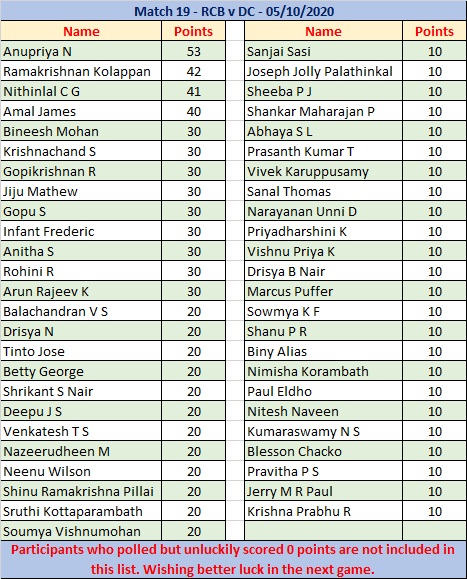 Match 19 - RCB v DC - 05/10/2020
Name Points Name Points
Anupriya N 53 Sanjai Sasi 10
Ramakrishnan Kolappan 42 Joseph Jolly Palathinkal 10
Nithinlal C G 41 Sheeba P J 10
Amal James 40 Shankar Maharajan P 10
Bineesh Mohan 30 Abhaya S L 10
Krishnachand S 30 Prasanth Kumar T 10
Gopikrishnan R 30 Vivek Karuppusamy 10
Jiju Mathew 30 Sanal Thomas 10
Gopu S 30 Narayanan Unni D 10
Infant Frederic 30 Priyadharshini K 10
Anitha S 30 Vishnu Priya K 10
Rohini R 30 Drisya B Nair 10
Arun Rajeev K 30 Marcus Puffer 10
Balachandran V S 20 Sowmya K F 10
Drisya N 20 Shanu P R 10
Tinto Jose 20 Biny Alias 10
Betty George 20 Nimisha Korambath 10
Shrikant S Nair 20 Paul Eldho 10
Deepu J S 20 Nitesh Naveen 10
Venkatesh T S 20 Kumaraswamy N S 10
Nazeerudheen M 20 Blesson Chacko 10
Neenu Wilson 20 Pravitha P S 10
Shinu Ramakrishna Pillai 20 Jerry M R Paul 10
Sruthi Kottaparambath 20 Krishna Prabhu R 10
Soumya Vishnumohan 20
Participants who polled but unluckily scored 0 points are not included in
this list. Wishing better luck in the next game.